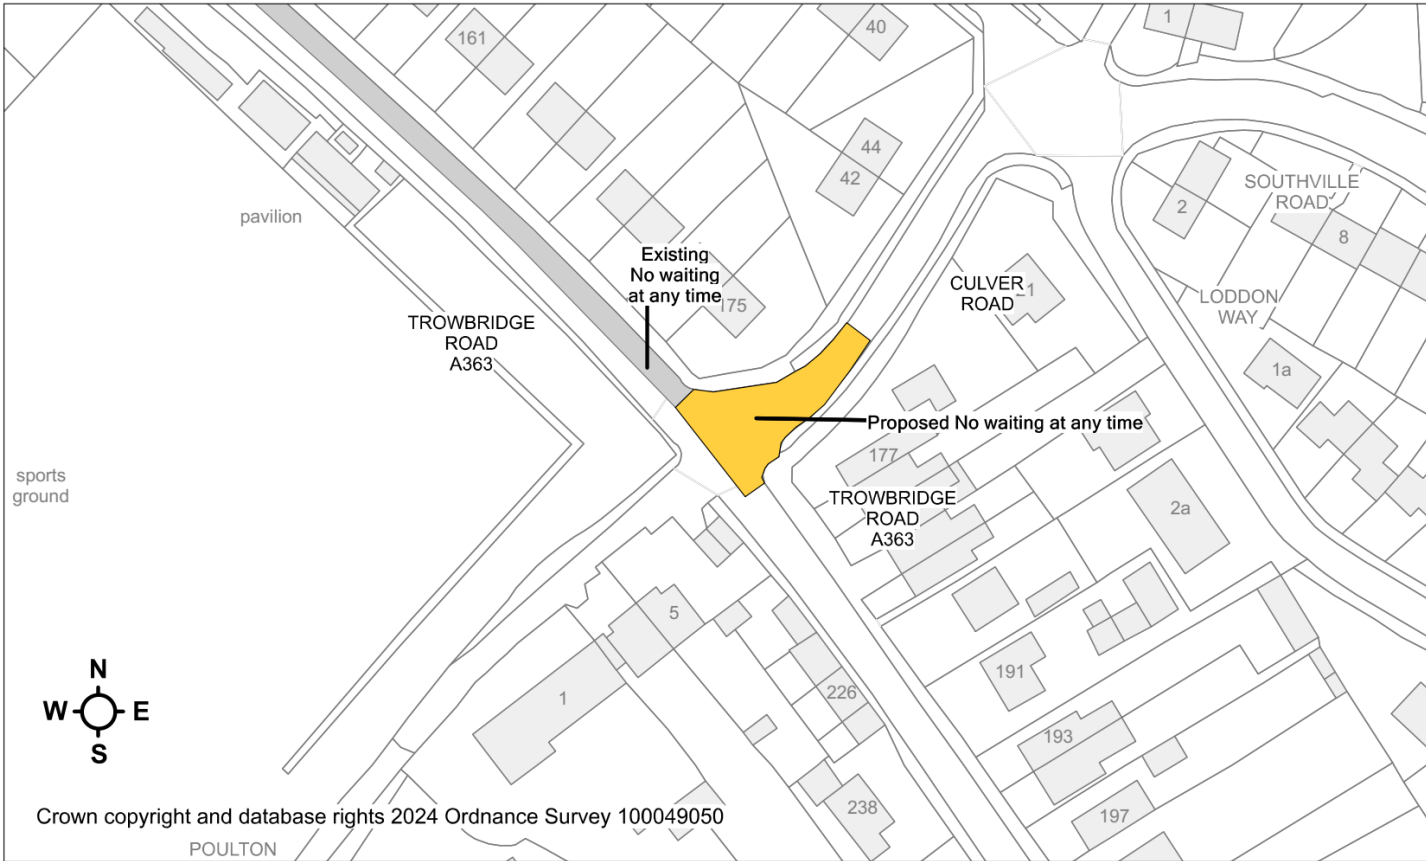 1
40
161
44
42
SOUTHVILLE
ROAD
2
pavilion
8
Existing
No waiting
at any time
CULVER
ROAD
21
LODDON
WAY
175
TROWBRIDGE
ROAD
A363
1a
Proposed No waiting at any time
177
sports
ground
TROWBRIDGE
ROAD
A363
2a
5
191
N
W E
S
1
226
193
238
197
Crown copyright and database rights 2024 Ordnance Survey 100049050
POULTON